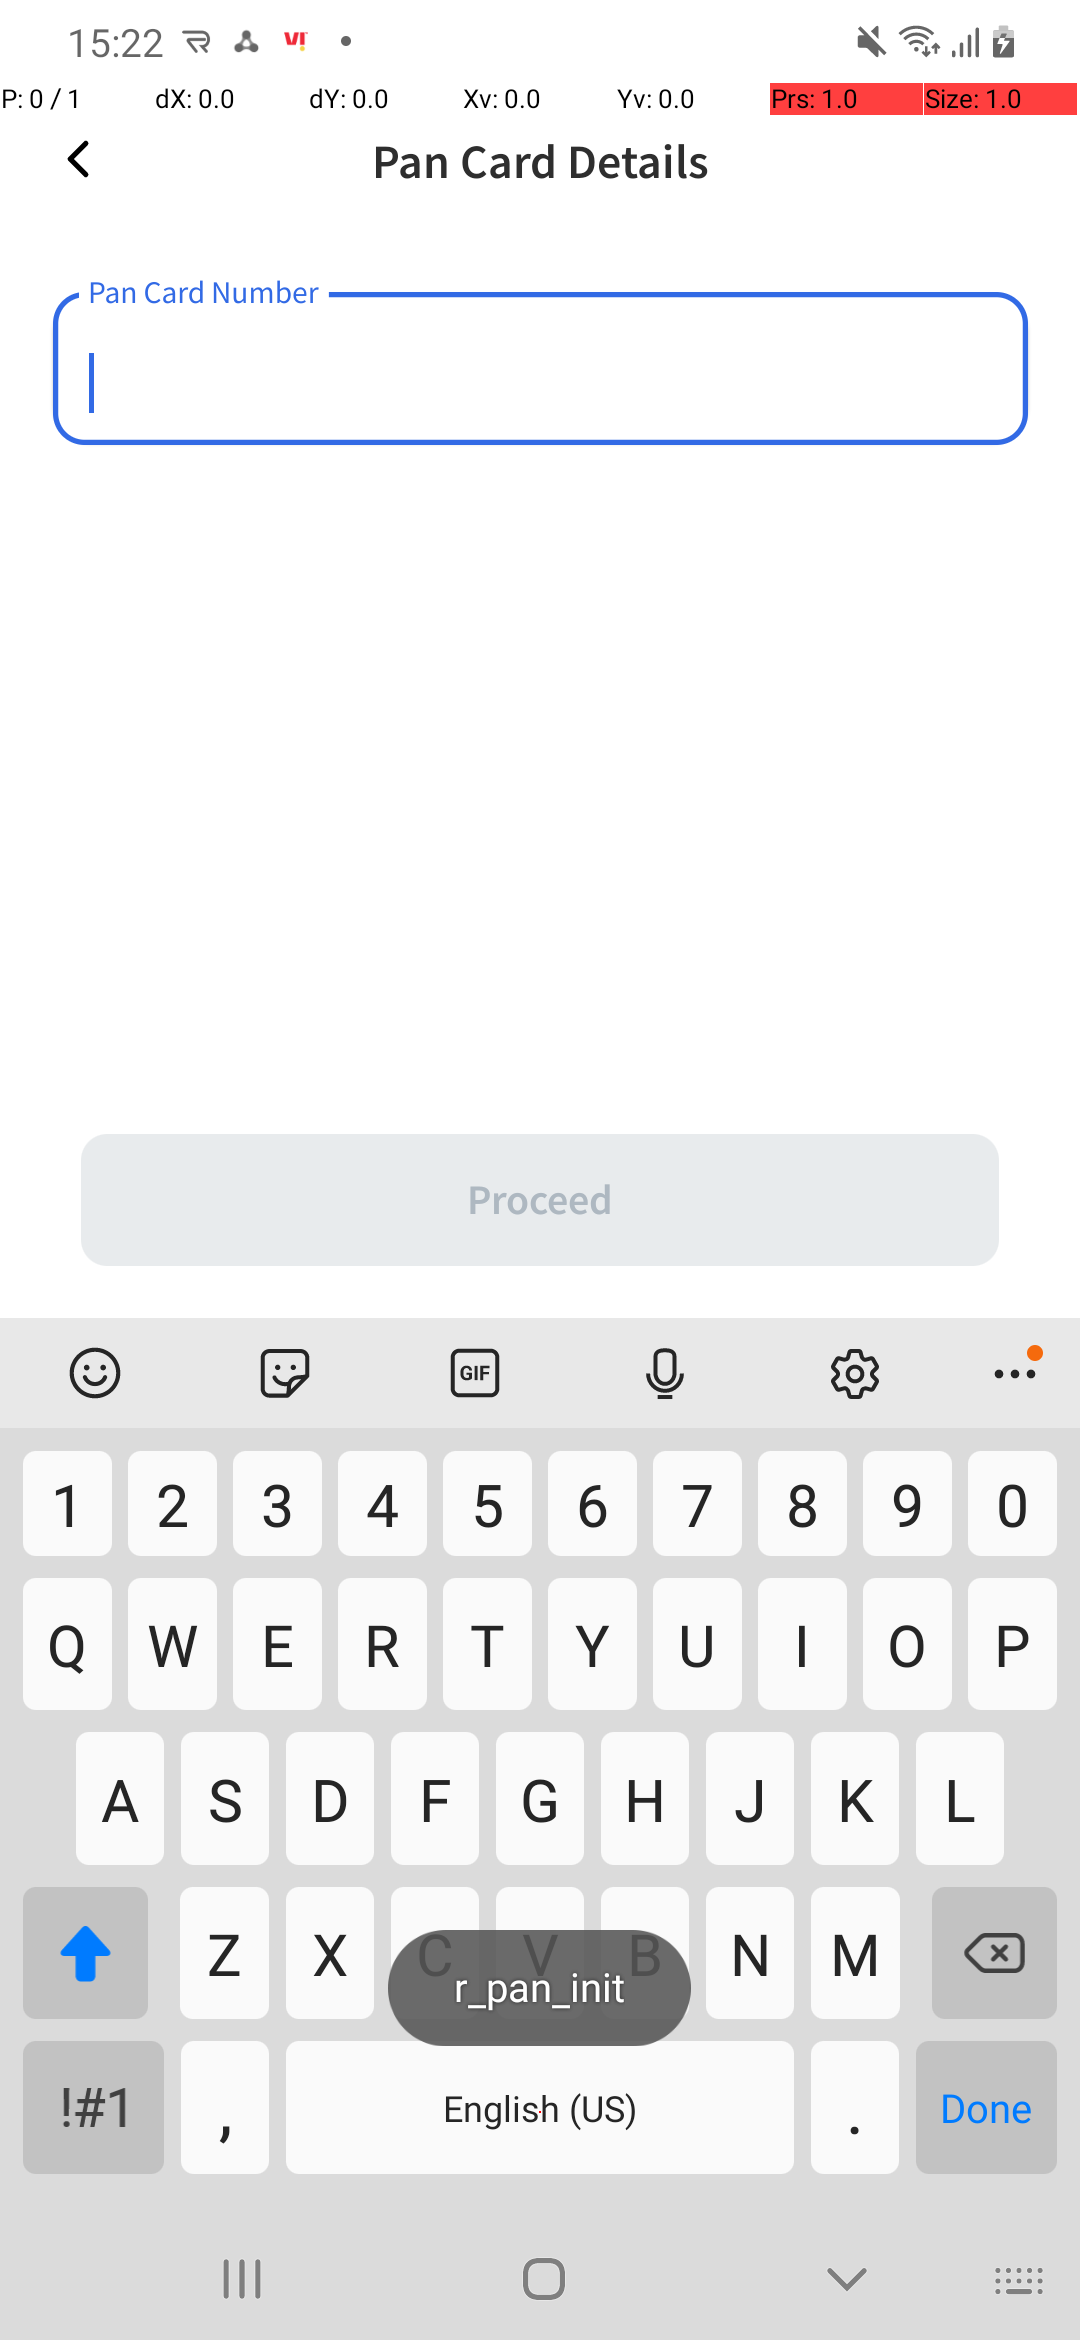 15:22 VI!
P: 0 / 1 dX: 0.0 dY: 0.0 Xv: 0.0 Yv: 0.0 Prs: 1.0 Size: 1.0
Pan Card Details
Pan Card Number
Proceed
GIF
1 2 3 4 5 6 7 8 9 0
Q W E R T Y U I O P
A S D F G H J K L
Z X C V B N M
r_pan_init
!#1 , English (US) . Done